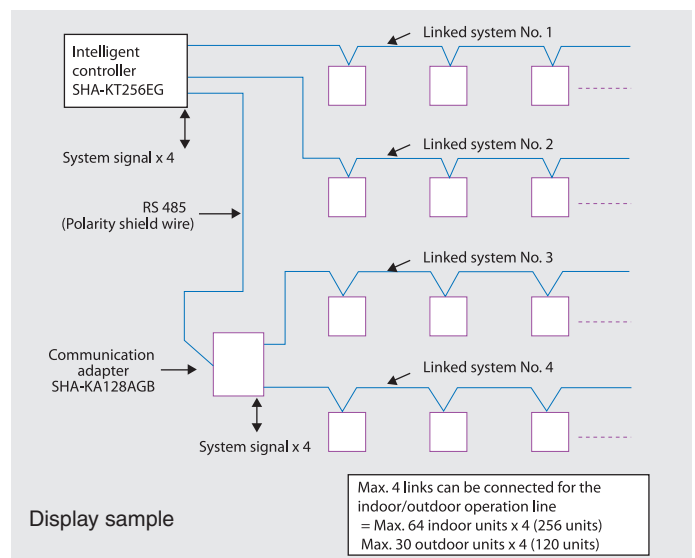 Intelligent
controller
SHA-KT256EG
Linked system No. 1
System signal x 4
Linked system No. 2
RS 485
(Polarity shield wire)
Linked system No. 3
Communication
adapter
SHA-KA128AGB
Linked system No. 4
System signal x 4
Display sample
Max. 4 links can be connected for the
indoor/outdoor operation line
= Max. 64 indoor units x 4 (256 units)
Max. 30 outdoor units x 4 (120 units)